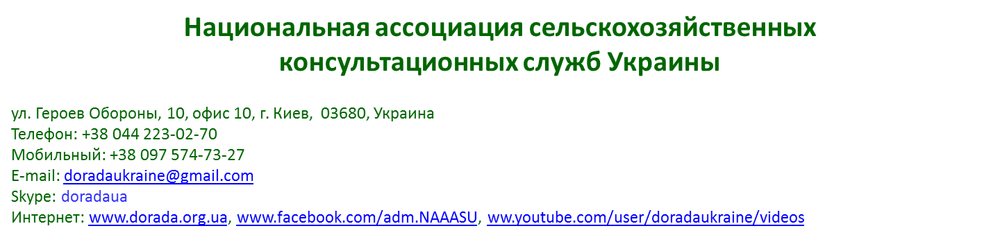 Национальная ассоциация сельскохозяйственных
консультационных служб Украины
ул. Героев Обороны, 10, офис 10, г. Киев, 03680, Украина
Телефон: +38 044 223-02-70
Мобильный: +38 097 574-73-27
E-mail: doradaukraine@gmail.com
Skype: doradaua
Интернет: www.dorada.org.ua, www.facebook.com/adm.NAAASU, ww.youtube.com/user/doradaukraine/videos